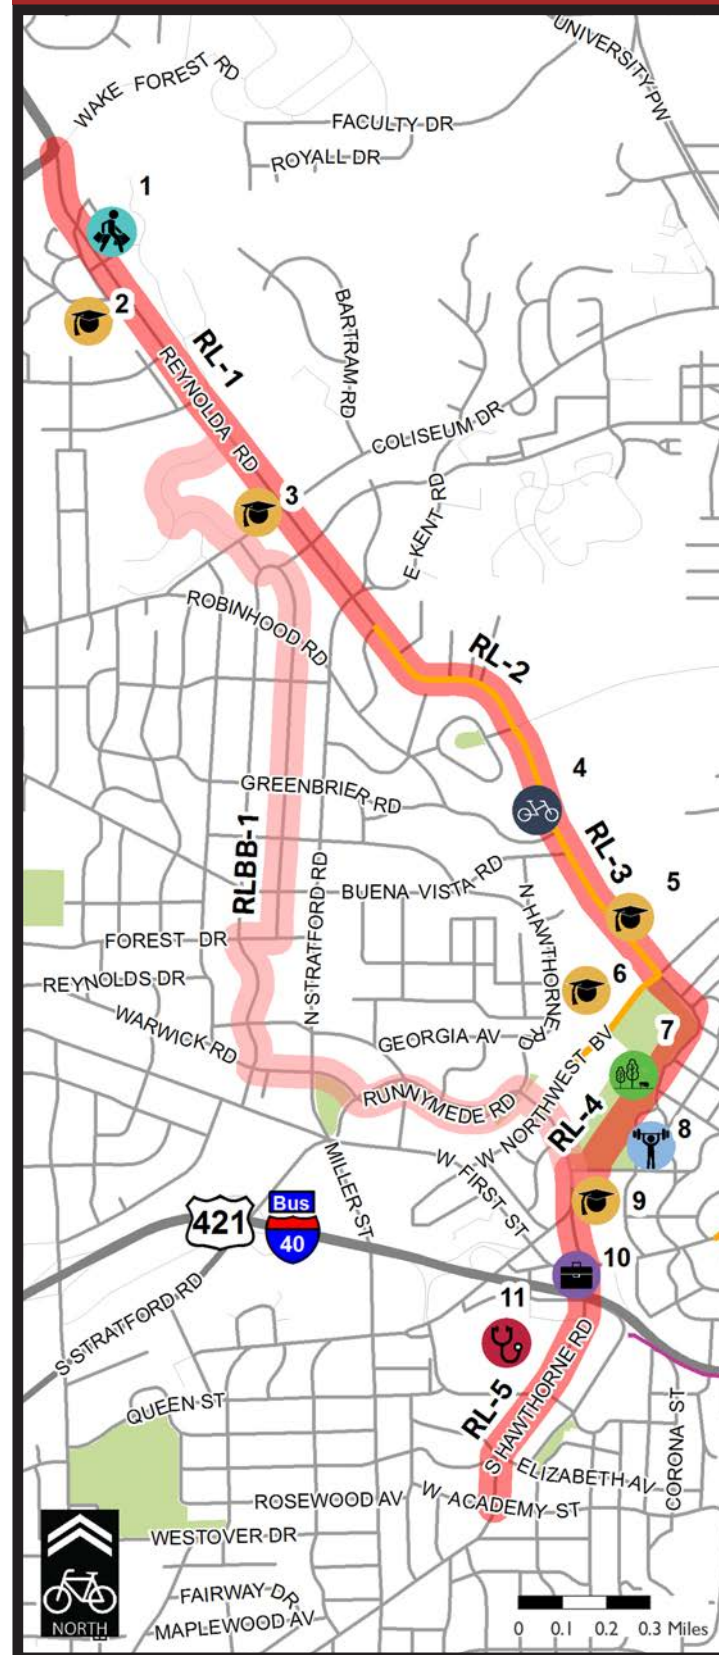 UNIVERSITY PW
WAKE FOREST RD
FACULTY DR
ROYALL DR
1
2
BARTRAM RD
RL-1
REYNOLDA RD
COLISEUM DR
3
E KENT RD
ROBINHOOD RD
RL-2
4
GREENBRIER RD
RL-3
RLBB-1
N STRATFORD RD
BUENA VISTA RD
5
N HAWTHORNE RD
FOREST DR
6
REYNOLDS DR
WARWICK RD
GEORGIA AV
7
RUNNYMEDE RD
W NORTHWEST BV
RL-4
8
MILLER ST
W FIRST ST
9
421
Bus
40
10
11
S STRATFORD RD
S HAWTHORNE RD
QUEEN ST
RL-5
CORONA ST
ELIZABETH AV
ROSEWOOD AV
W ACADEMY ST
WESTOVER DR
FAIRWAY DR
MAPLEWOOD AV
NORTH
0 0.1 0.2 0.3 Miles